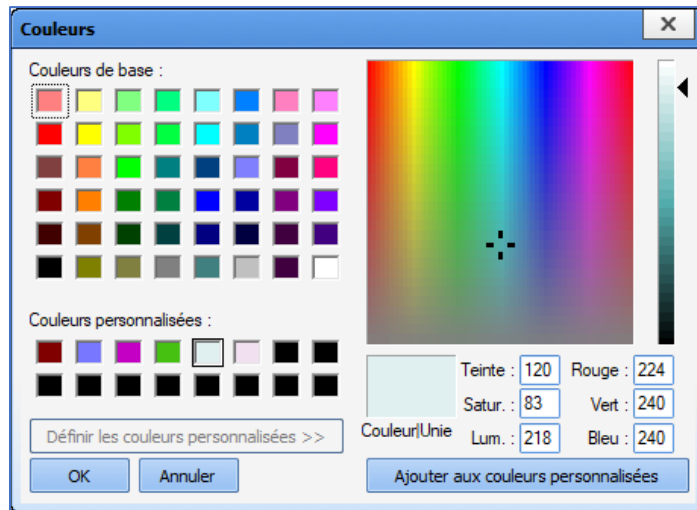 Couleurs
Couleurs de base :
Couleurs personnalisées :
Définir les couleurs personnalisées >>
OK Annuler
Couleur|Unie
Teinte : 120 Rouge : 224
Satur. : 83 Vert : 240
Lum. : 218 Bleu : 240
Ajouter aux couleurs personnalisées